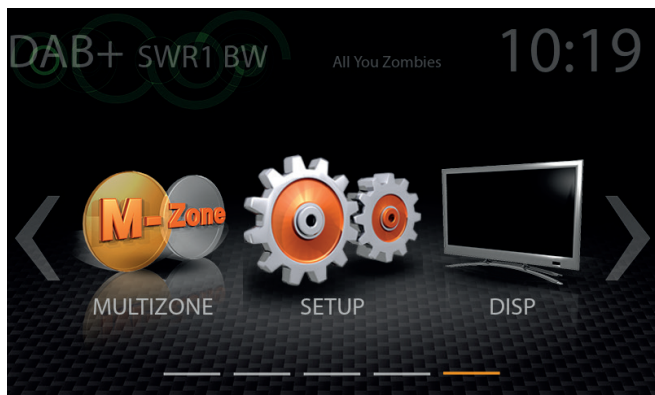 DAB+ SWR1 BW All You Zombies 10:19
M-Zone
MULTIZONE SETUP DISP